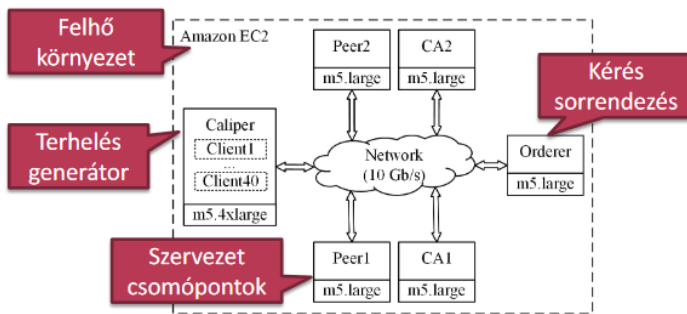 Felhő
környezet
Amazon EC2
Peer2
m5.large
CA2
m5.large
Kérés
sorrendezés
Terhelés
generátor
Caliper
Client1
...
Client40
m5.4xlarge
Network
(10 Gb/s)
Orderer
m5.large
Szervezet
csomópontok
Peer1
m5.large
CA1
m5.large